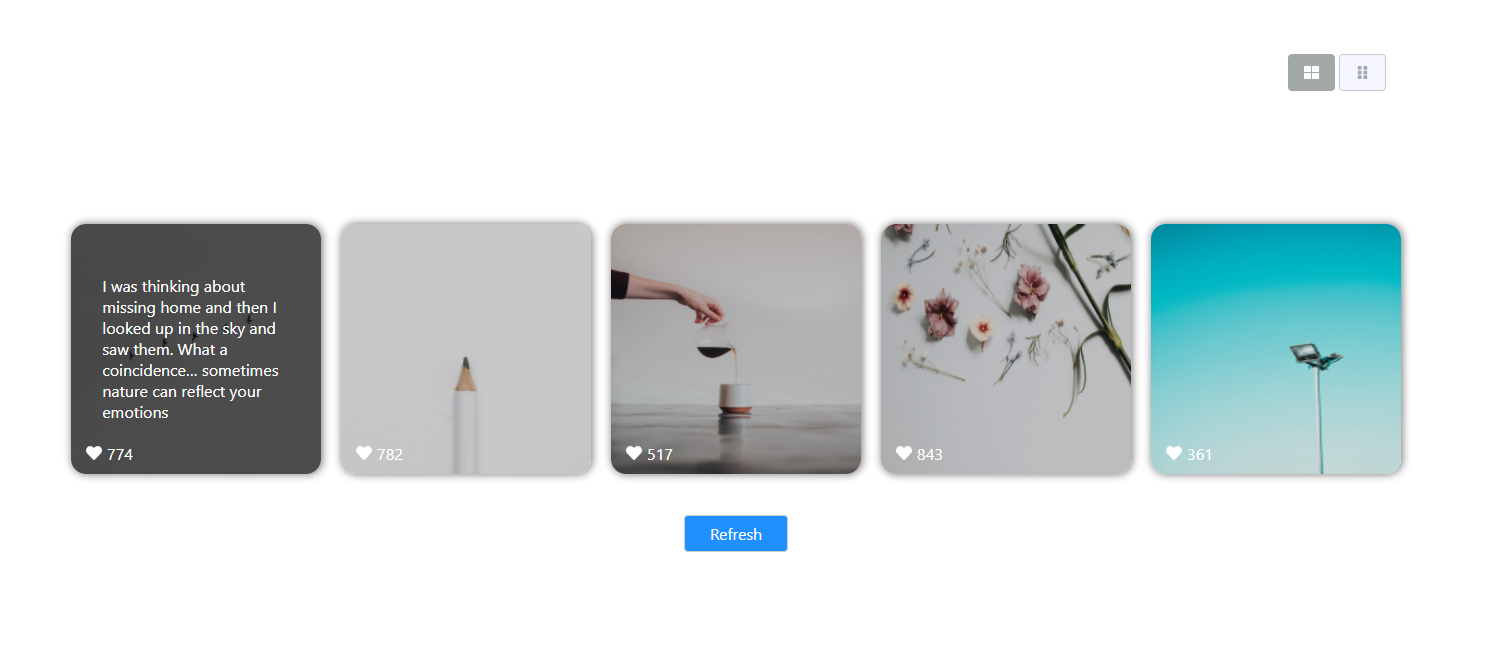 I was thinking about
missing home and then I
looked up in the sky and
saw them. What a
coincidence... sometimes
nature can reflect your
emotions
774
782
517
843
361
Refresh